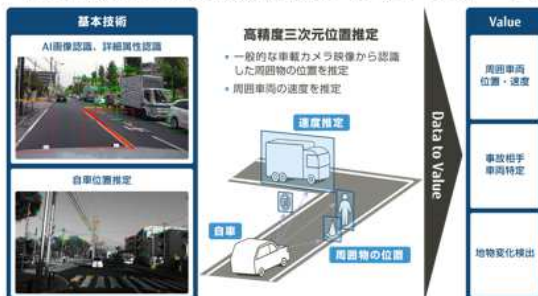 基本技術
AI画像認識、詳細属性認識
自車位置推定
高精度三次元位置推定
• 一般的な車載カメラ映像から認識
した周囲物の位置を推定
• 周囲車両の速度を推定
速度推定
自車
周囲物の位置
Data to Value
Value
周囲車両
位置・速度
事故相手
車両特定
地物変化検出